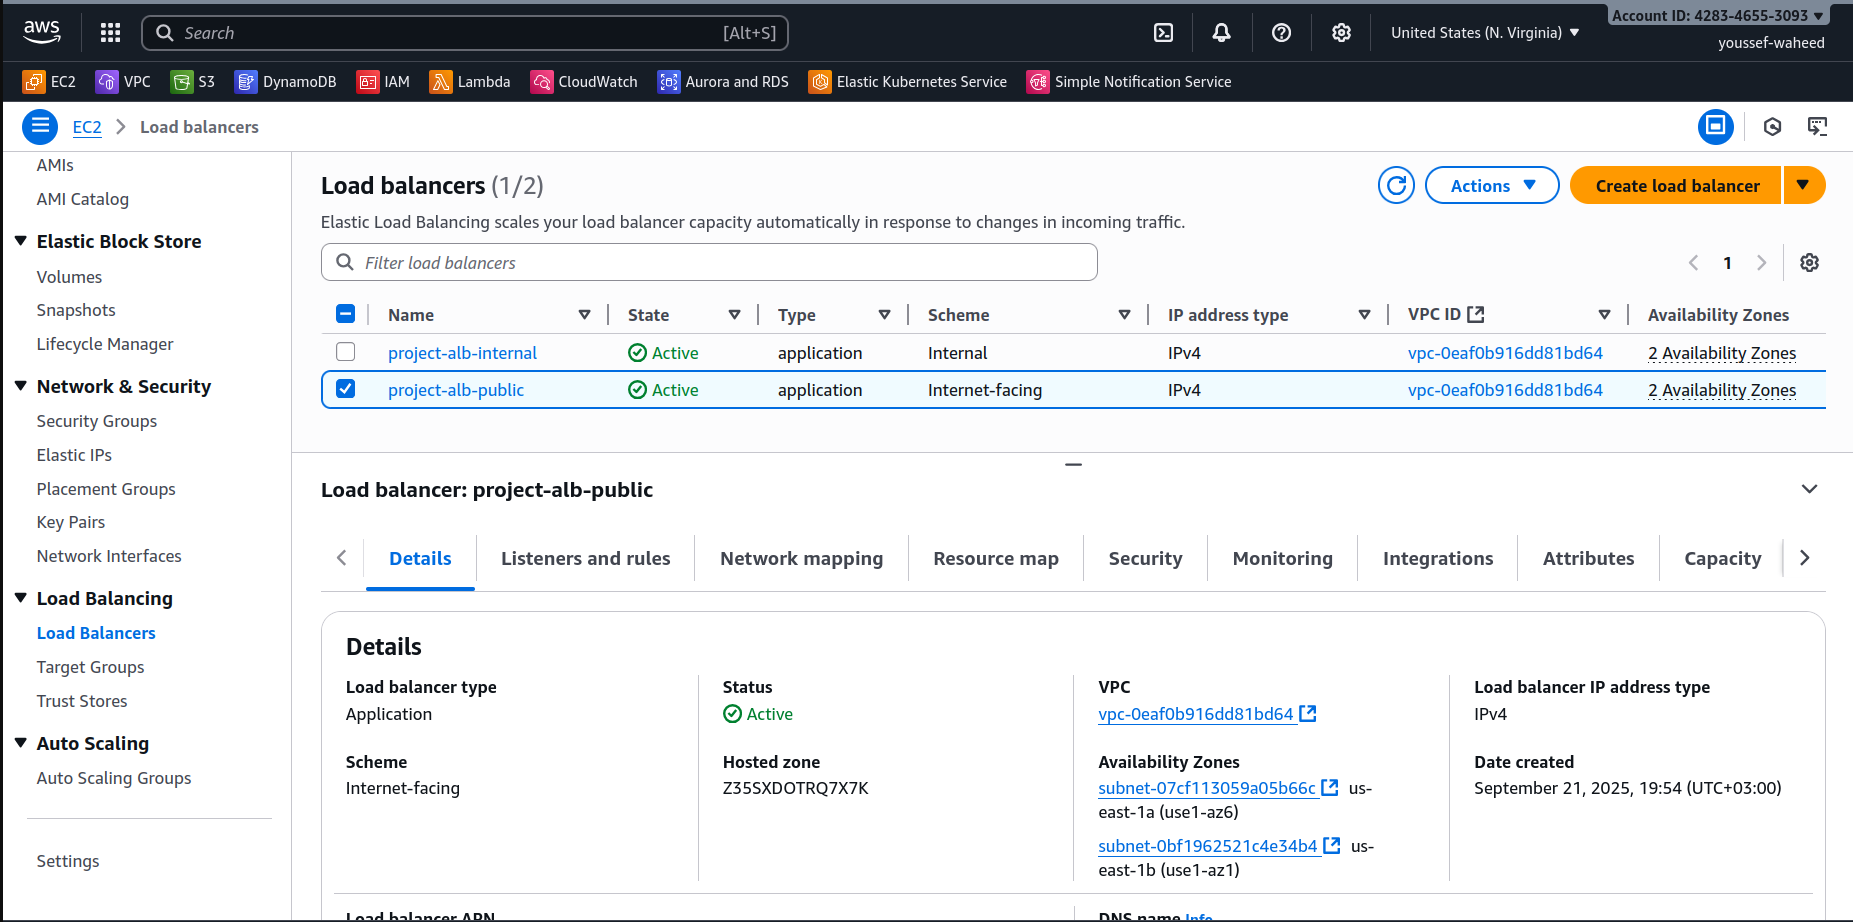 aws
Search [Alt+S]
United States (N. Virginia)
Account ID: 4283-4655-3093
youssef-waheed
EC2 VPC S3 DynamoDB IAM Lambda CloudWatch Aurora and RDS Elastic Kubernetes Service Simple Notification Service
EC2 > Load balancers
AMIs
AMI Catalog
Elastic Block Store
Volumes
Snapshots
Lifecycle Manager
Network & Security
Security Groups
Elastic IPs
Placement Groups
Key Pairs
Network Interfaces
Load Balancing
Load Balancers
Target Groups
Trust Stores
Auto Scaling
Auto Scaling Groups
Settings
Load balancers (1/2)
Actions
Create load balancer
Elastic Load Balancing scales your load balancer capacity automatically in response to changes in incoming traffic.
Filter load balancers
1
Name State Type Scheme IP address type VPC ID Availability Zones
project-alb-internal Active application Internal IPv4 vpc-0eaf0b916dd81bd64 2 Availability Zones
project-alb-public Active application Internet-facing IPv4 vpc-0eaf0b916dd81bd64 2 Availability Zones
Load balancer: project-alb-public
Details Listeners and rules Network mapping Resource map Security Monitoring Integrations Attributes Capacity
Details
Load balancer type
Application
Scheme
Internet-facing
Status
Active
Hosted zone
Z35SXDOTRQ7X7K
VPC
vpc-0eaf0b916dd81bd64
Availability Zones
subnet-07cf113059a05b66c us-
east-1a (use1-az6)
subnet-0bf1962521c4e34b4 us-
east-1b (use1-az1)
Load balancer IP address type
IPv4
Date created
September 21, 2025, 19:54 (UTC+03:00)
Load balancer ARN
DNS name Info